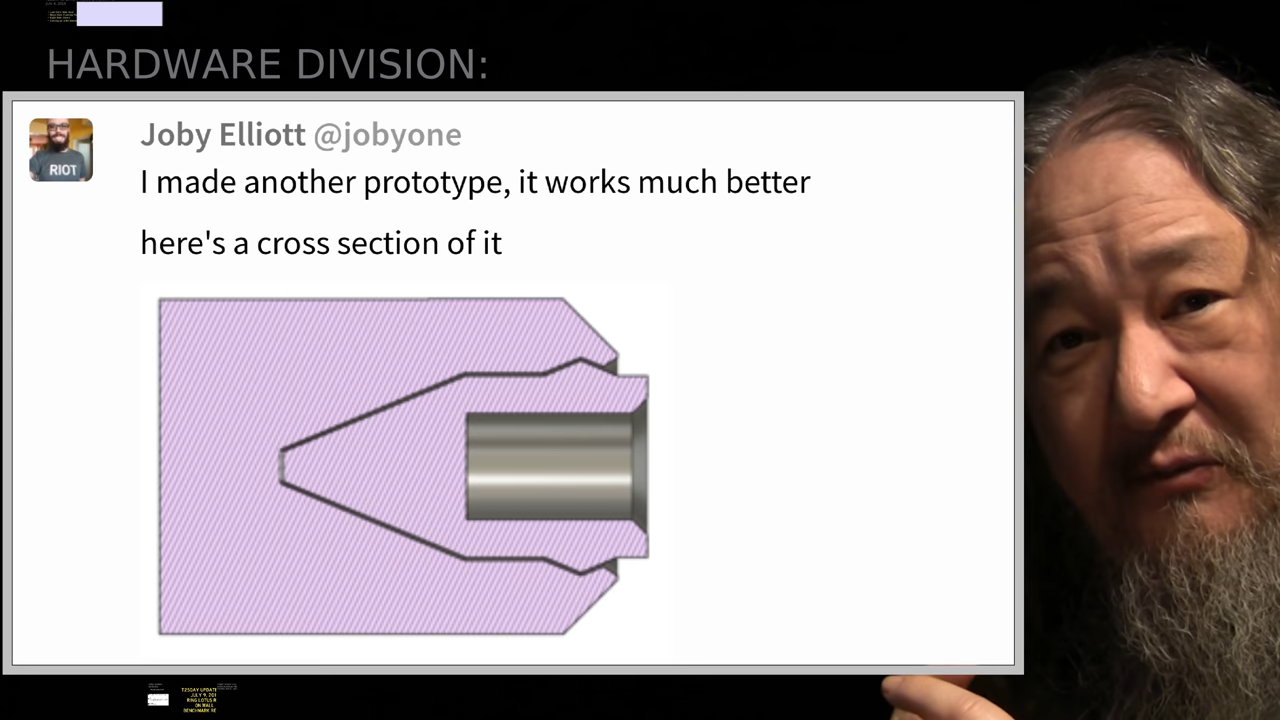 HARDWARE DIVISION:
Joby Elliott @jobyone
RIOT
I made another prototype, it works much better
here's a cross section of it